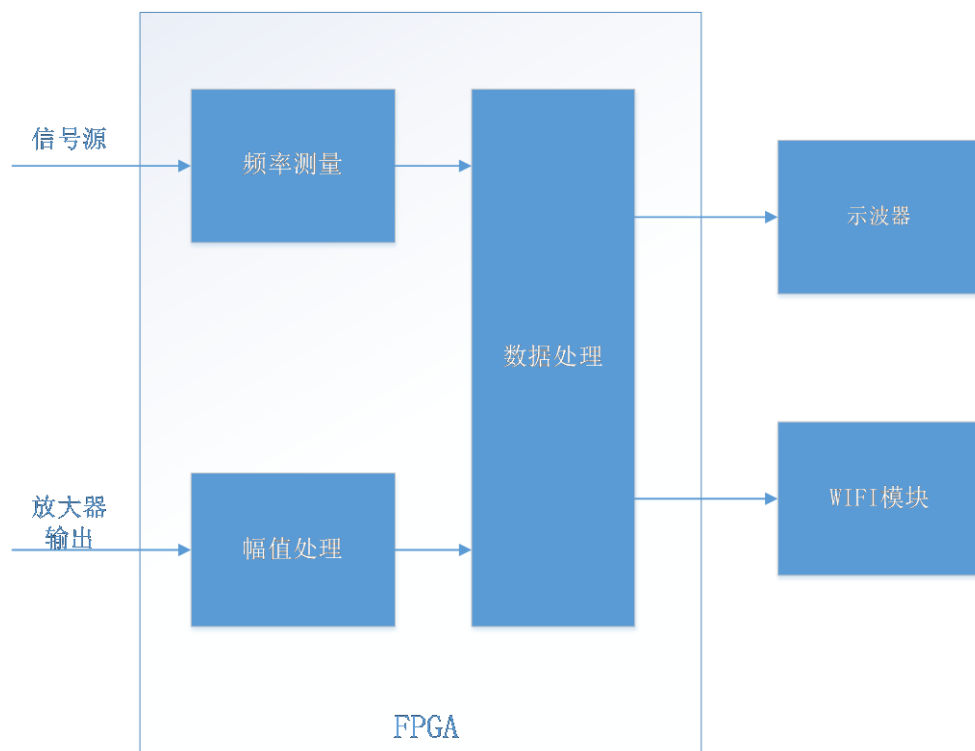 信号源
频率测量
示波器
数据处理
放大器
输出
幅值处理
WIFI模块
FPGA